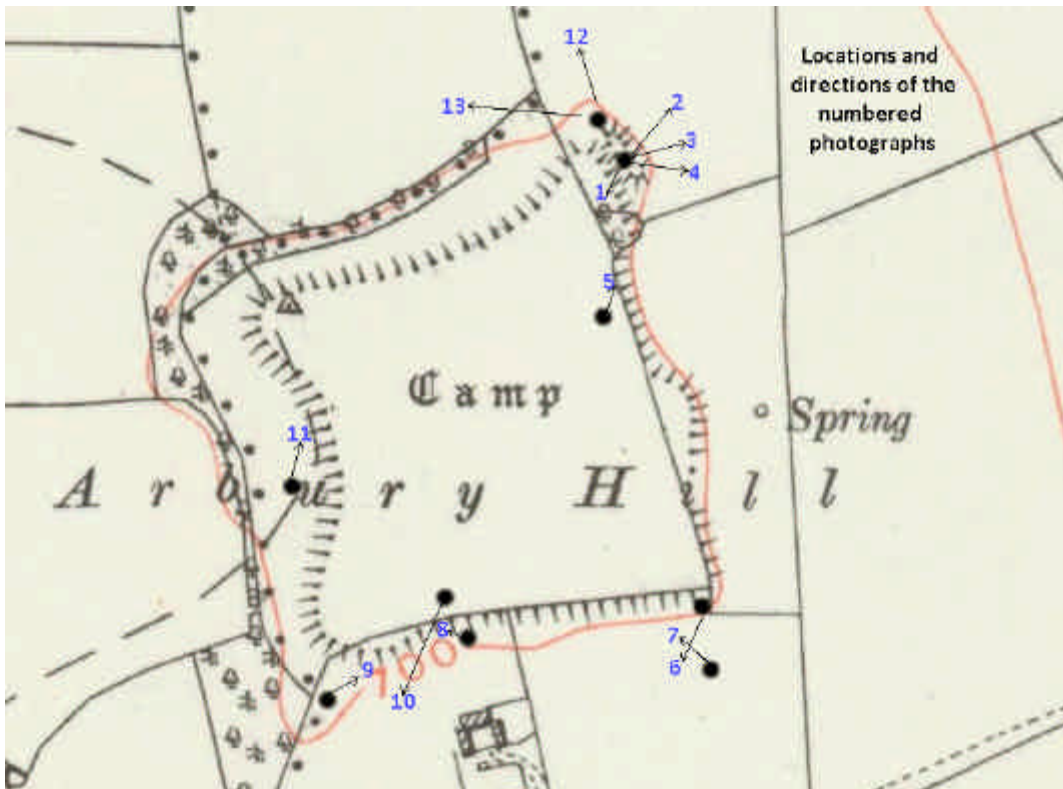 12
Locations and
directions of the
numbered
photographs
13
2
3
4
1
5
Camp
Spring
11
Arbury Hill
7
8
9
700
6
10